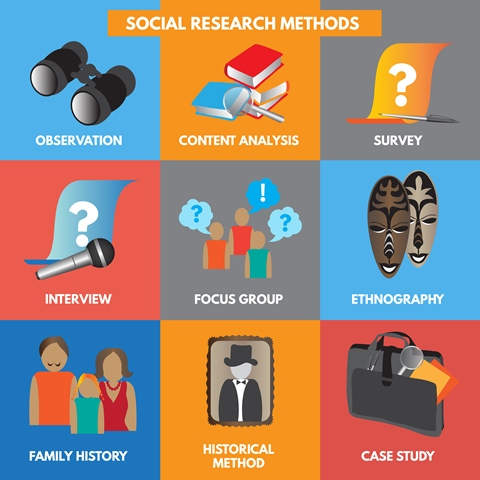 SOCIAL RESEARCH METHODS
OBSERVATION
CONTENT ANALYSIS
SURVEY
?
?
INTERVIEW
?
!
?
FOCUS GROUP
ETHNOGRAPHY
FAMILY HISTORY
HISTORICAL
METHOD
CASE STUDY